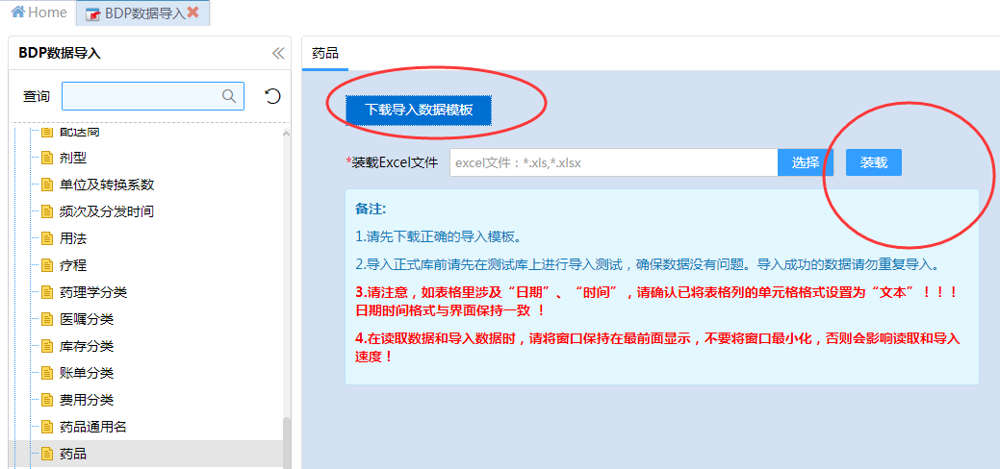 Home
BDP数据导入
BDP数据导入
查询
配送商
剂型
单位及转换系数
频次及分发时间
用法
疗程
药理学分类
医嘱分类
库存分类
账单分类
费用分类
药品通用名
药品
药品
下载导入数据模板
*装载Excel文件 excel文件：*.xls,*.xlsx 选择 装载
备注:
1.请先下载正确的导入模板。
2.导入正式库前请先在测试库上进行导入测试，确保数据没有问题。导入成功的数据请勿重复导入。
3.请注意，如表格里涉及“日期”、“时间”，请确认已将表格列的单元格格式设置为“文本”！！！
日期时间格式与界面保持一致 ！
4.在读取数据和导入数据时，请将窗口保持在最前面显示，不要将窗口最小化，否则会影响读取和导入
速度！